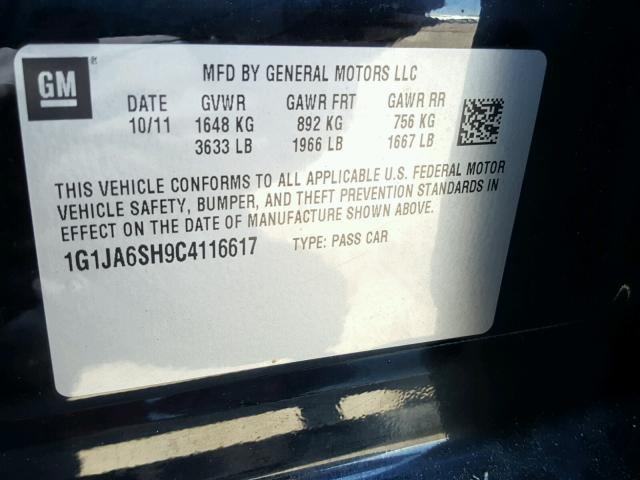 GM
MFD BY GENERAL MOTORS LLC
DATE GVWR GAWR FRT GAWR RR
10/11 1648 KG 892 KG 756 KG
3633 LB 1966 LB 1667 LB
THIS VEHICLE CONFORMS TO ALL APPLICABLE U.S. FEDERAL MOTOR
VEHICLE SAFETY, BUMPER, AND THEFT PREVENTION STANDARDS IN
EFFECT ON THE DATE OF MANUFACTURE SHOWN ABOVE.
1G1JA6SH9C4116617 TYPE: PASS CAR